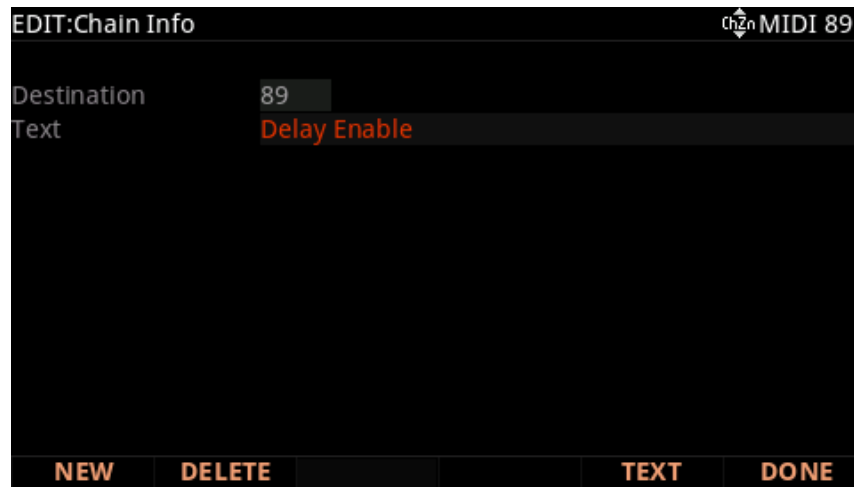 EDIT:Chain Info ChZn MIDI 89
Destination 89
Text Delay Enable
NEW DELETE TEXT DONE